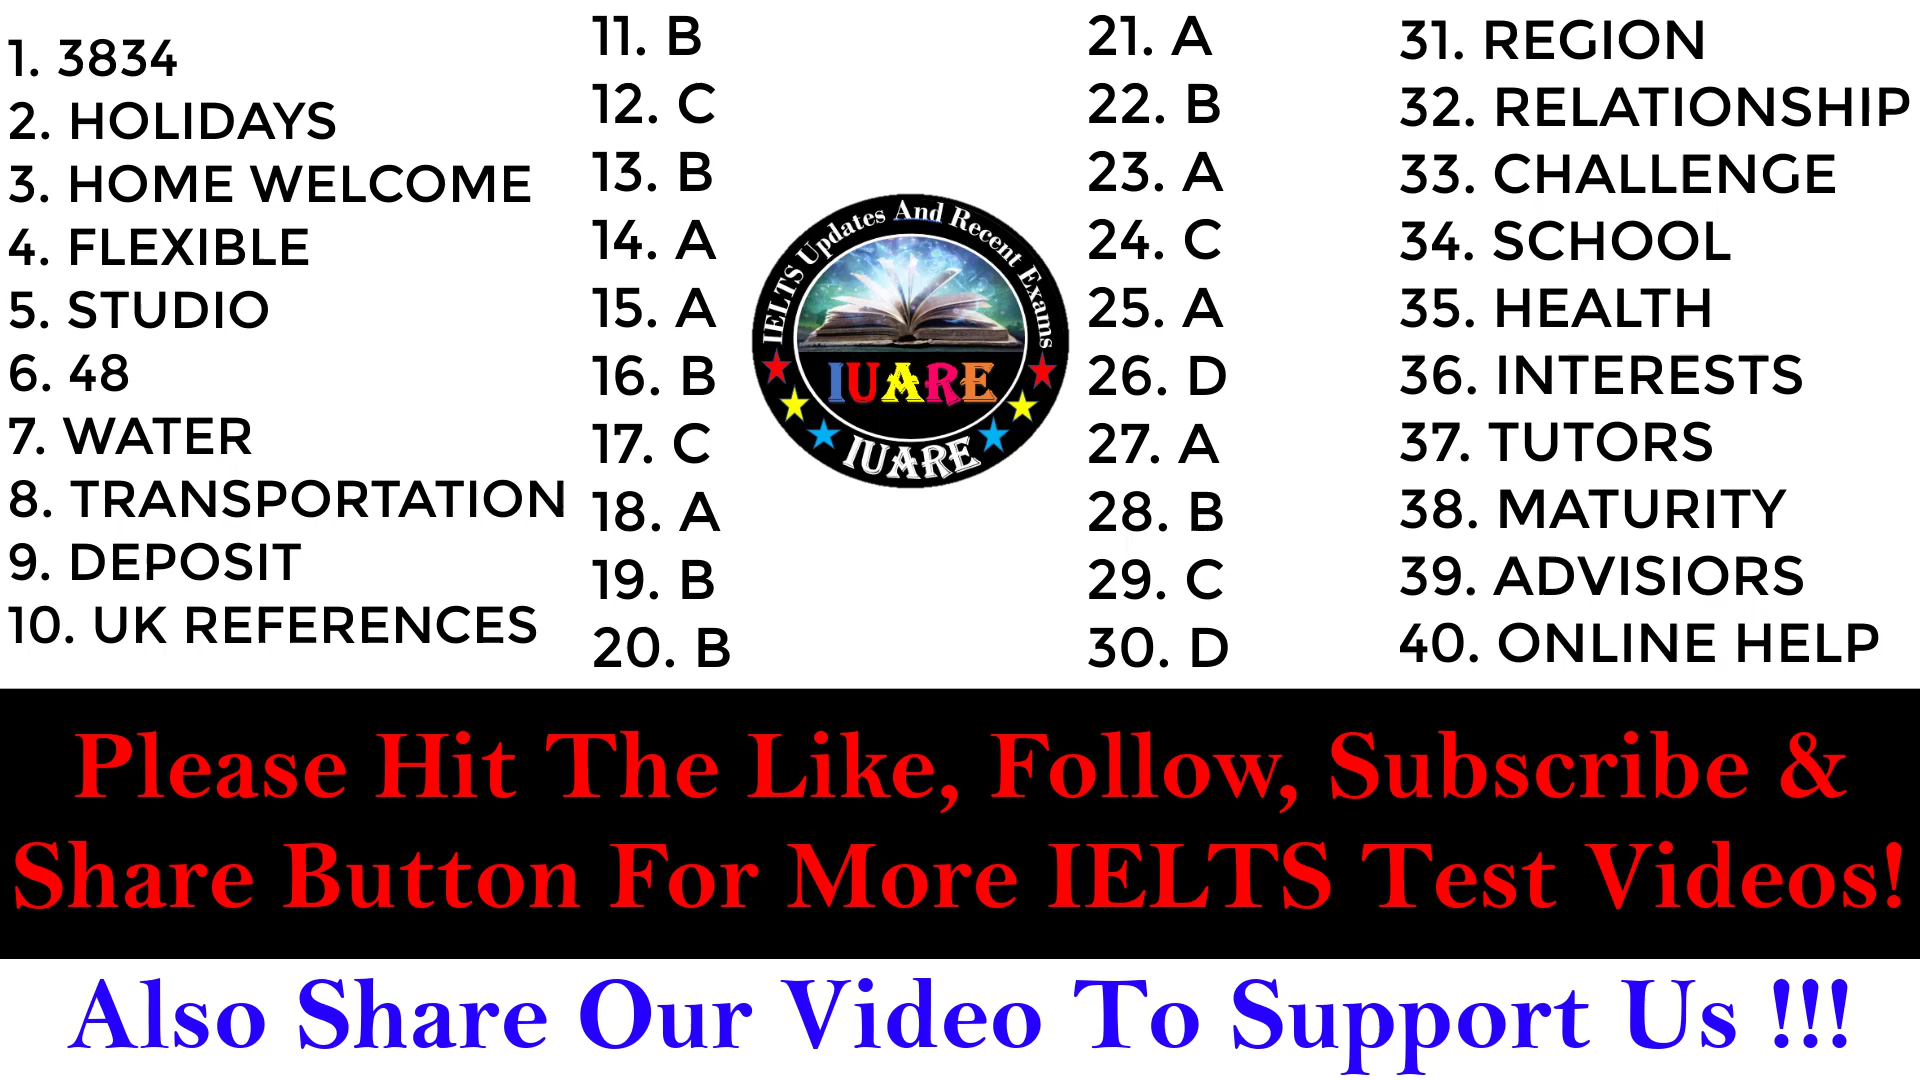 1. 3834
2. HOLIDAYS
3. HOME WELCOME
4. FLEXIBLE
5. STUDIO
6. 48
7. WATER
8. TRANSPORTATION
9. DEPOSIT
10. UK REFERENCES
11. B
12. C
13. B
14. A
15. A
16. B
17. C
18. A
19. B
20. B
IELTS Updates And Recent Exams
IUARE
IUARE
21. A
22. B
23. A
24. C
25. A
26. D
27. A
28. B
29. C
30. D
31. REGION
32. RELATIONSHIP
33. CHALLENGE
34. SCHOOL
35. HEALTH
36. INTERESTS
37. TUTORS
38. MATURITY
39. ADVISIORS
40. ONLINE HELP
Please Hit The Like, Follow, Subscribe &
Share Button For More IELTS Test Videos!
Also Share Our Video To Support Us !!!